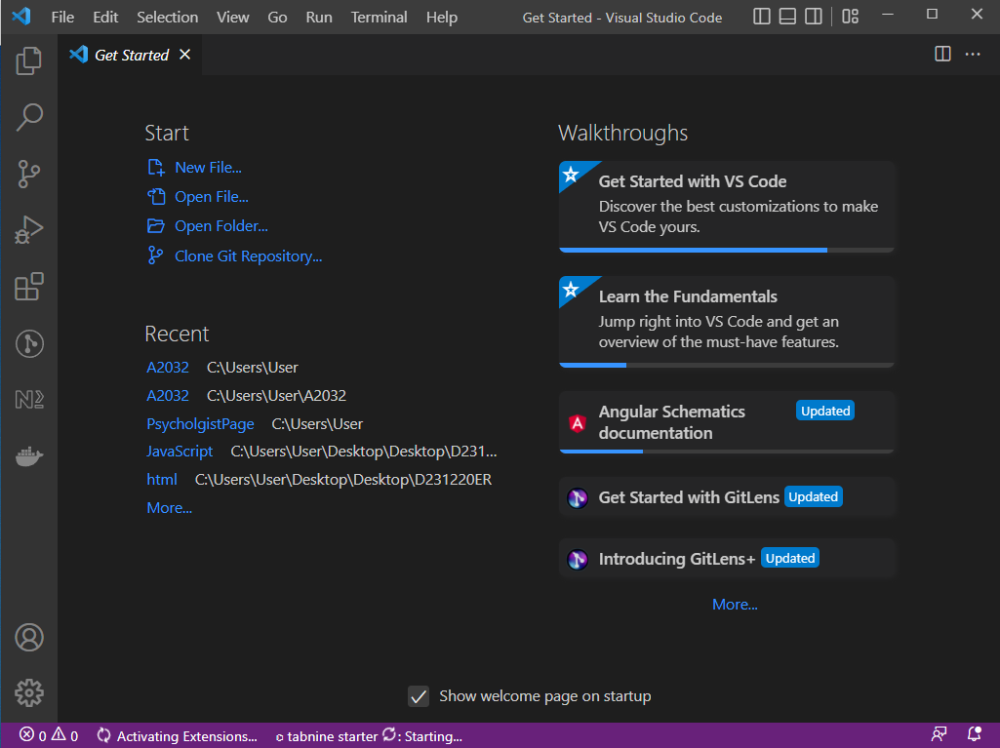 File Edit Selection View Go Run Terminal Help Get Started - Visual Studio Code
Get Started
Start
New File...
Open File...
Open Folder...
Clone Git Repository...
Recent
A2032 C:\Users\User
A2032 C:\Users\User\A2032
PsycholgistPage C:\Users\User
JavaScript C:\Users\User\Desktop\Desktop\D231...
html C:\Users\User\Desktop\Desktop\D231220ER
More...
Walkthroughs
Get Started with VS Code
Discover the best customizations to make
VS Code yours.
Learn the Fundamentals
Jump right into VS Code and get an
overview of the must-have features.
Angular Schematics Updated
documentation
Get Started with GitLens Updated
Introducing GitLens+ Updated
More...
Show welcome page on startup
0 0 Activating Extensions... tabnine starter : Starting...